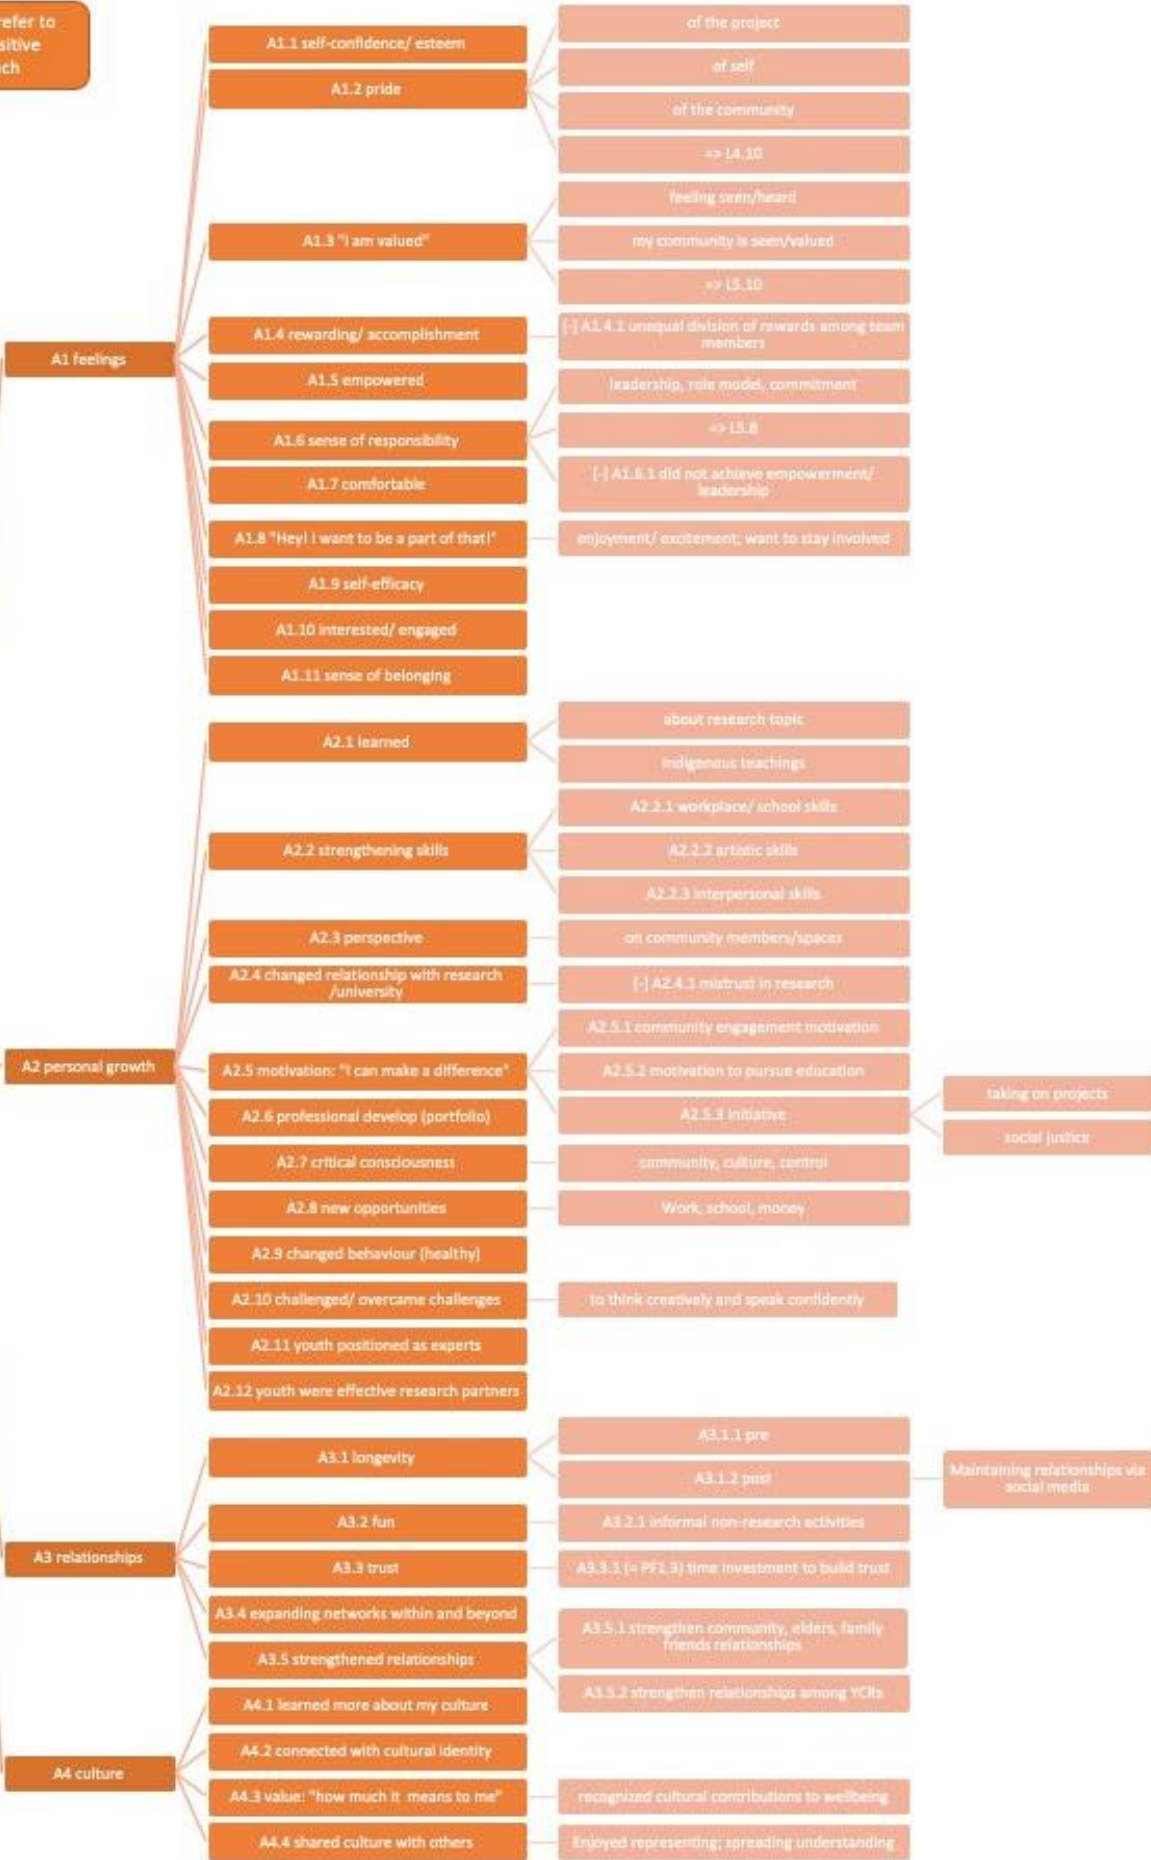 refer to
sitive
ch
A1 feelings
A1.1 self-confidence/ esteem
A1.2 pride
of the project
of self
of the community
=> L4.10
A1.3 "I am valued"
feeling seen/heard
my community is seen/valued
=> L5.10
A1.4 rewarding/ accomplishment
[-] A1.4.1 unequal division of rewards among team
members
A1.5 empowered
A1.6 sense of responsibility
leadership, role model, commitment
=> L5.8
[-] A1.6.1 did not achieve empowerment/
leadership
A1.7 comfortable
A1.8 "Hey! I want to be a part of that!"
enjoyment/ excitement; want to stay involved
A1.9 self-efficacy
A1.10 interested/ engaged
A1.11 sense of belonging
A2 personal growth
A2.1 learned
about research topic
Indigenous teachings
A2.2 strengthening skills
A2.2.1 workplace/ school skills
A2.2.2 artistic skills
A2.2.3 interpersonal skills
A2.3 perspective
on community members/spaces
A2.4 changed relationship with research
/university
[-] A2.4.1 mistrust in research
A2.5 motivation: "I can make a difference"
A2.5.1 community engagement motivation
A2.5.2 motivation to pursue education
A2.5.3 initiative
taking on projects
social justice
A2.6 professional develop (portfolio)
A2.7 critical consciousness
community, culture, control
A2.8 new opportunities
Work, school, money
A2.9 changed behaviour (healthy)
A2.10 challenged/ overcame challenges
to think creatively and speak confidently
A2.11 youth positioned as experts
A2.12 youth were effective research partners
A3 relationships
A3.1 longevity
A3.1.1 pre
A3.1.2 post
Maintaining relationships via
social media
A3.2 fun
A3.2.1 informal non-research activities
A3.3 trust
A3.3.1 (= PF1.3) time investment to build trust
A3.4 expanding networks within and beyond
A3.5 strengthened relationships
A3.5.1 strengthen community, elders, family
friends relationships
A3.5.2 strengthen relationships among YCRs
A4 culture
A4.1 learned more about my culture
A4.2 connected with cultural identity
A4.3 value: "how much it means to me"
recognized cultural contributions to wellbeing
A4.4 shared culture with others
Enjoyed representing; spreading understanding